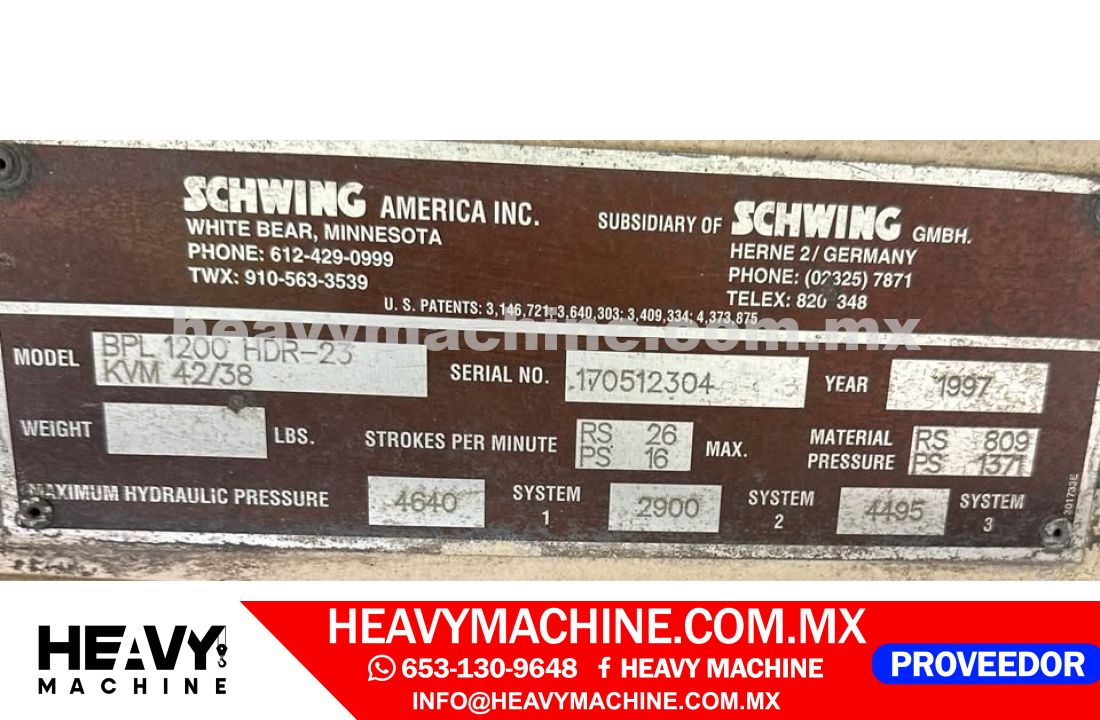 SCHWING AMERICA INC. SUBSIDIARY OF SCHWING GMBH.
WHITE BEAR, MINNESOTA HERNE 2/ GERMANY
PHONE: 612-429-0999 PHONE: (02325) 7871
TWX: 910-563-3539 TELEX: 820 348
U. S. PATENTS: 3,146,721; 3,640,303; 3,409,334; 4,373,875
heavymachine.com.mx
MODEL BPL 1200 HDR-23 SERIAL NO. 170512304 YEAR 1997
KVM 42/38
WEIGHT LBS. STROKES PER MINUTE RS 26 MAX. MATERIAL RS 809
PS 16 PRESSURE PS 1371
MAXIMUM HYDRAULIC PRESSURE 4640 SYSTEM 2900 SYSTEM 4495 SYSTEM
1 2 3
301733E
HEAVY
MACHINE
HEAVYMACHINE.COM.MX
653-130-9648 f HEAVY MACHINE
INFO@HEAVYMACHINE.COM.MX
PROVEEDOR